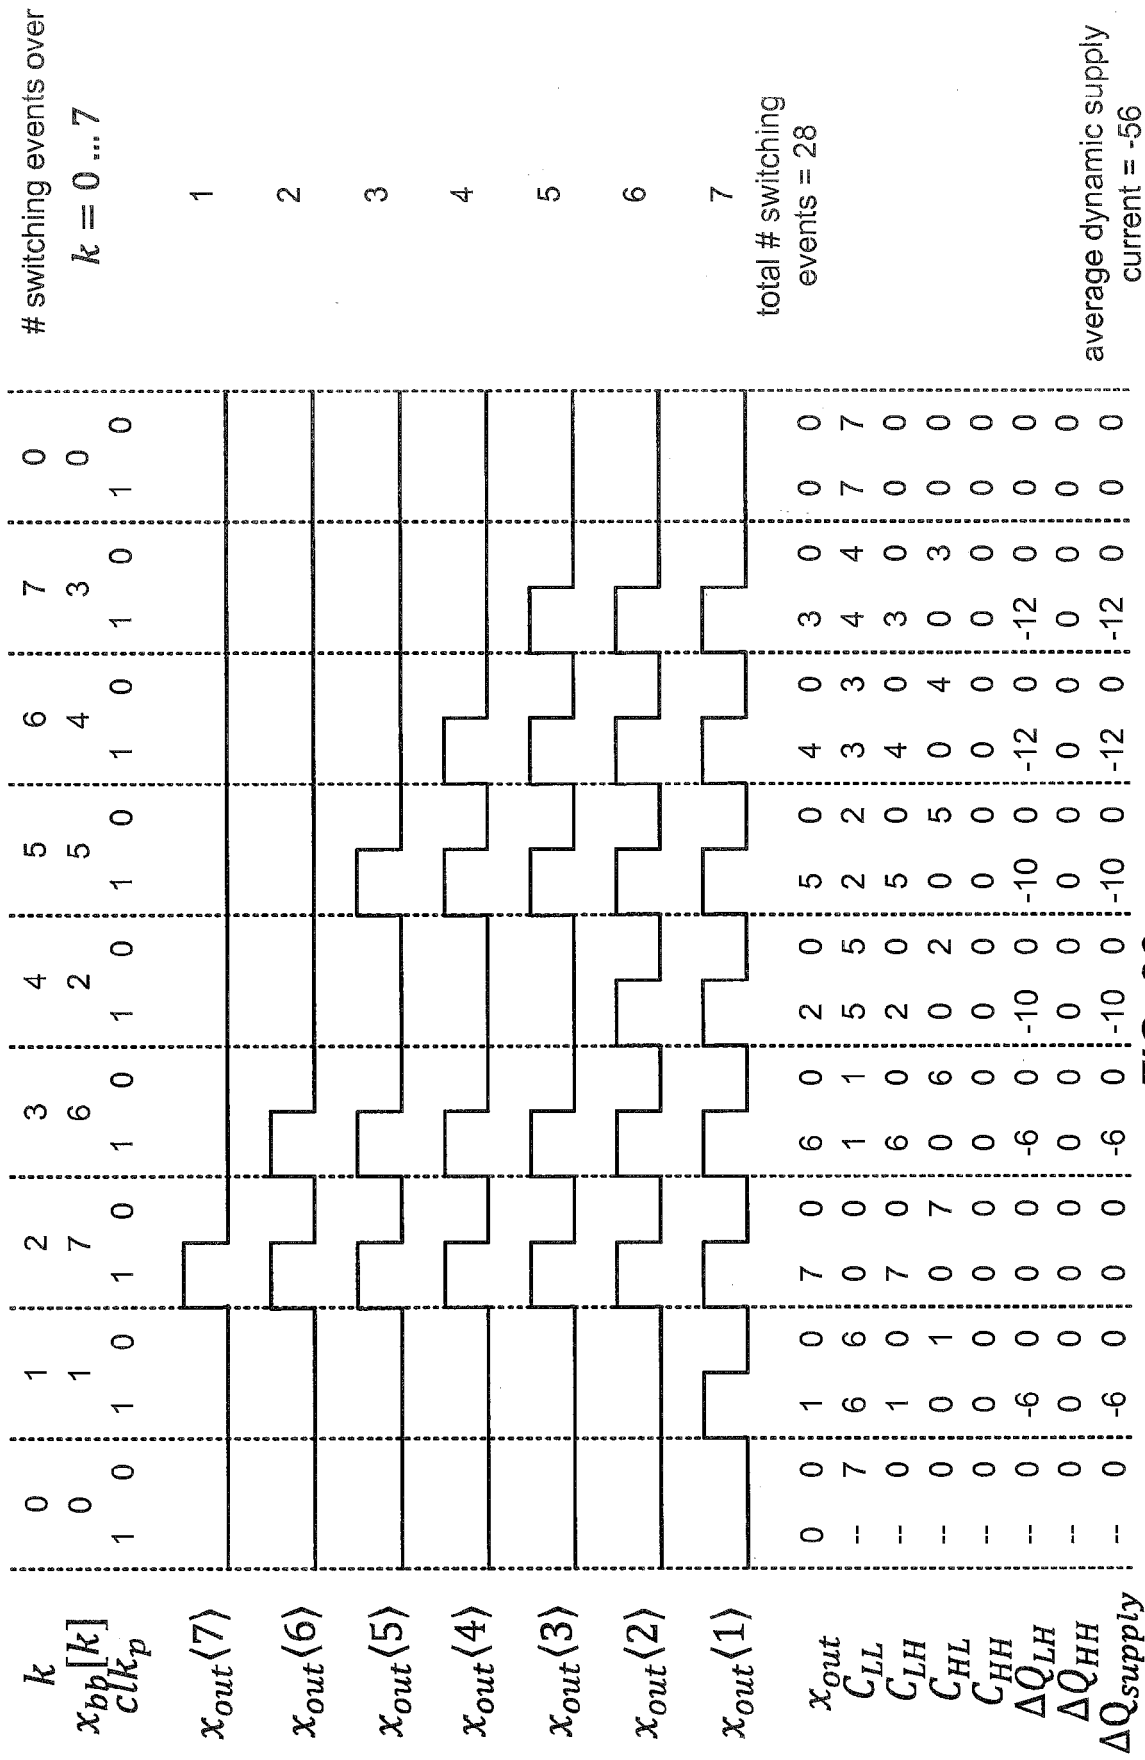 k 0 1 2 3 4 5 6 7 0 # switching events over
x_bb[k] 0 1 7 6 2 5 4 3 0 k = 0 ... 7
clk_p 1 0 1 0 1 0 1 0 1 0 1 0 1 0 1 0 1 0
x_out⟨7⟩ 1
x_out⟨6⟩ 2
x_out⟨5⟩ 3
x_out⟨4⟩ 4
x_out⟨3⟩ 5
x_out⟨2⟩ 6
x_out⟨1⟩ 7
total # switching
events = 28
x_out 0 0 1 0 7 0 6 0 2 0 5 0 4 0 3 0 0 0
C_LL -- 7 6 6 0 0 1 1 5 5 2 2 3 3 4 4 7 7
C_LH -- 0 1 0 7 0 6 0 2 0 5 0 4 0 3 0 0 0
C_HL -- 0 0 1 0 7 0 6 0 2 0 5 0 4 0 3 0 0
C_HH -- 0 0 0 0 0 0 0 0 0 0 0 0 0 0 0 0 0
ΔQ_LH -- 0 -6 0 0 0 -6 0 -10 0 -10 0 -12 0 -12 0 0 0
ΔQ_HH -- 0 0 0 0 0 0 0 0 0 0 0 0 0 0 0 0 0
ΔQ_supply -- 0 -6 0 0 0 -6 0 -10 0 -10 0 -12 0 -12 0 0 0
average dynamic supply
current = -56